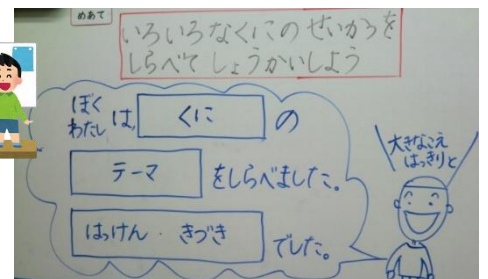 めあて
いろいろなくにの せいかつを
しらべて しょうかいしよう
ぼく
わたし は、 くに の
テーマ をしらべました。
はっけん ・ きづき でした。
大きなこえ
はっきりと